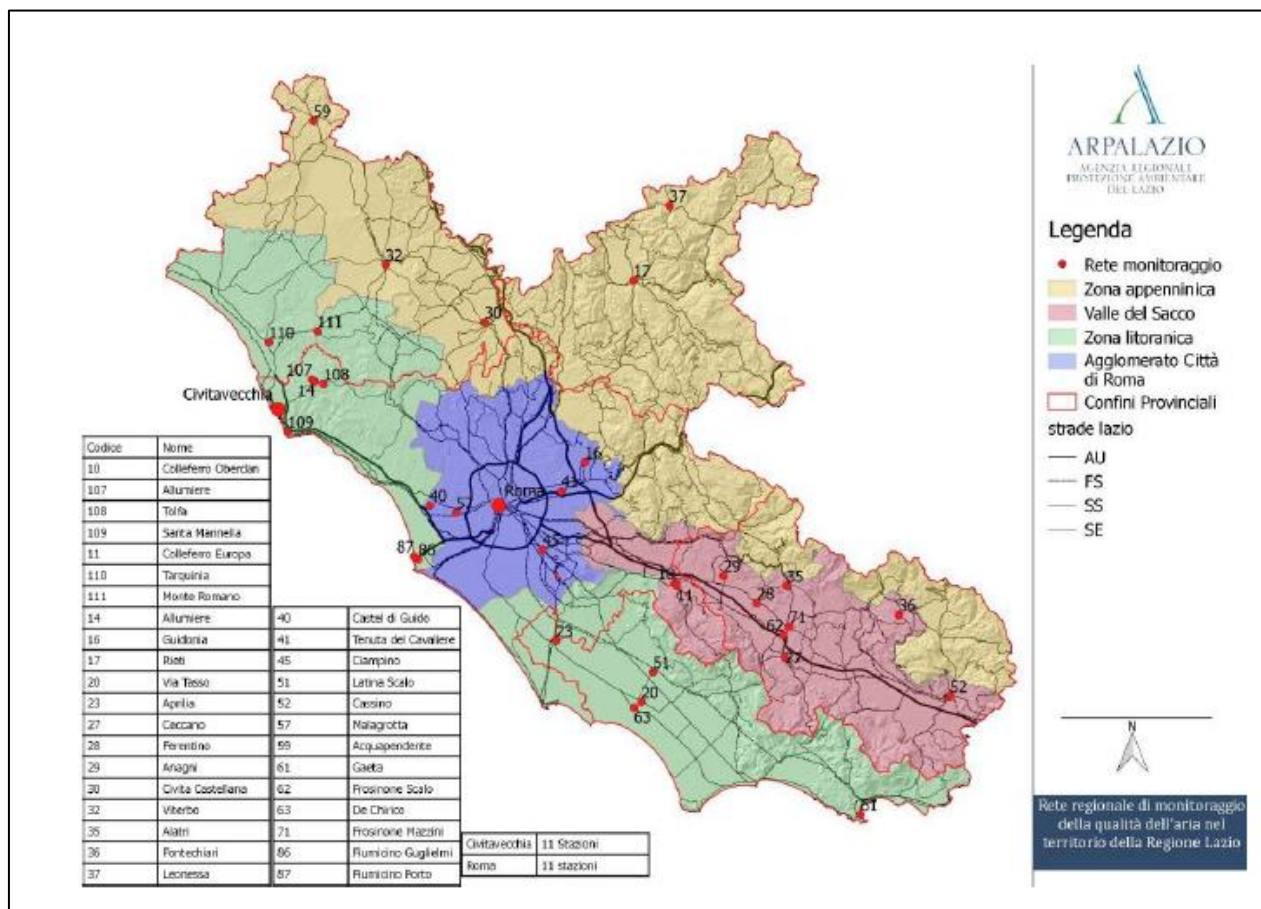 59
37
32
17
30
110
111
107
108
14
Civitavecchia
109
16
Roma
41
40
57
87
86
45
10
11
29
28
35
36
62
71
27
23
51
20
63
52
61
Codice Nome
10 Colleferro Oberdan
107 Allumiere
108 Tolfa
109 Santa Marinella
11 Colleferro Europa
110 Tarquinia
111 Monte Romano
14 Allumiere
16 Guidonia
17 Rieti
20 Via Tasso
23 Aprilia
27 Ceccano
28 Ferentino
29 Anagni
30 Civita Castellana
32 Viterbo
35 Alatri
36 Fontechiari
37 Leonessa
40 Castel di Guido
41 Tenuta del Cavaliere
45 Ciampino
51 Latina Scalo
52 Cassino
57 Malagrotta
59 Acquapendente
61 Gaeta
62 Frosinone Scalo
63 De Chirico
71 Frosinone Mazzini
86 Fiumicino Guglielmi
87 Fiumicino Porto
Civitavecchia 11 Stazioni
Roma 11 stazioni
ARPALAZIO
AGENZIA REGIONALE
PROTEZIONE AMBIENTALE
DEL LAZIO
Legenda
Rete monitoraggio
Zona appenninica
Valle del Sacco
Zona litoranica
Agglomerato Città
di Roma
Confini Provinciali
strade lazio
AU
FS
SS
SE
N
Rete regionale di monitoraggio
della qualità dell'aria nel
territorio della Regione Lazio